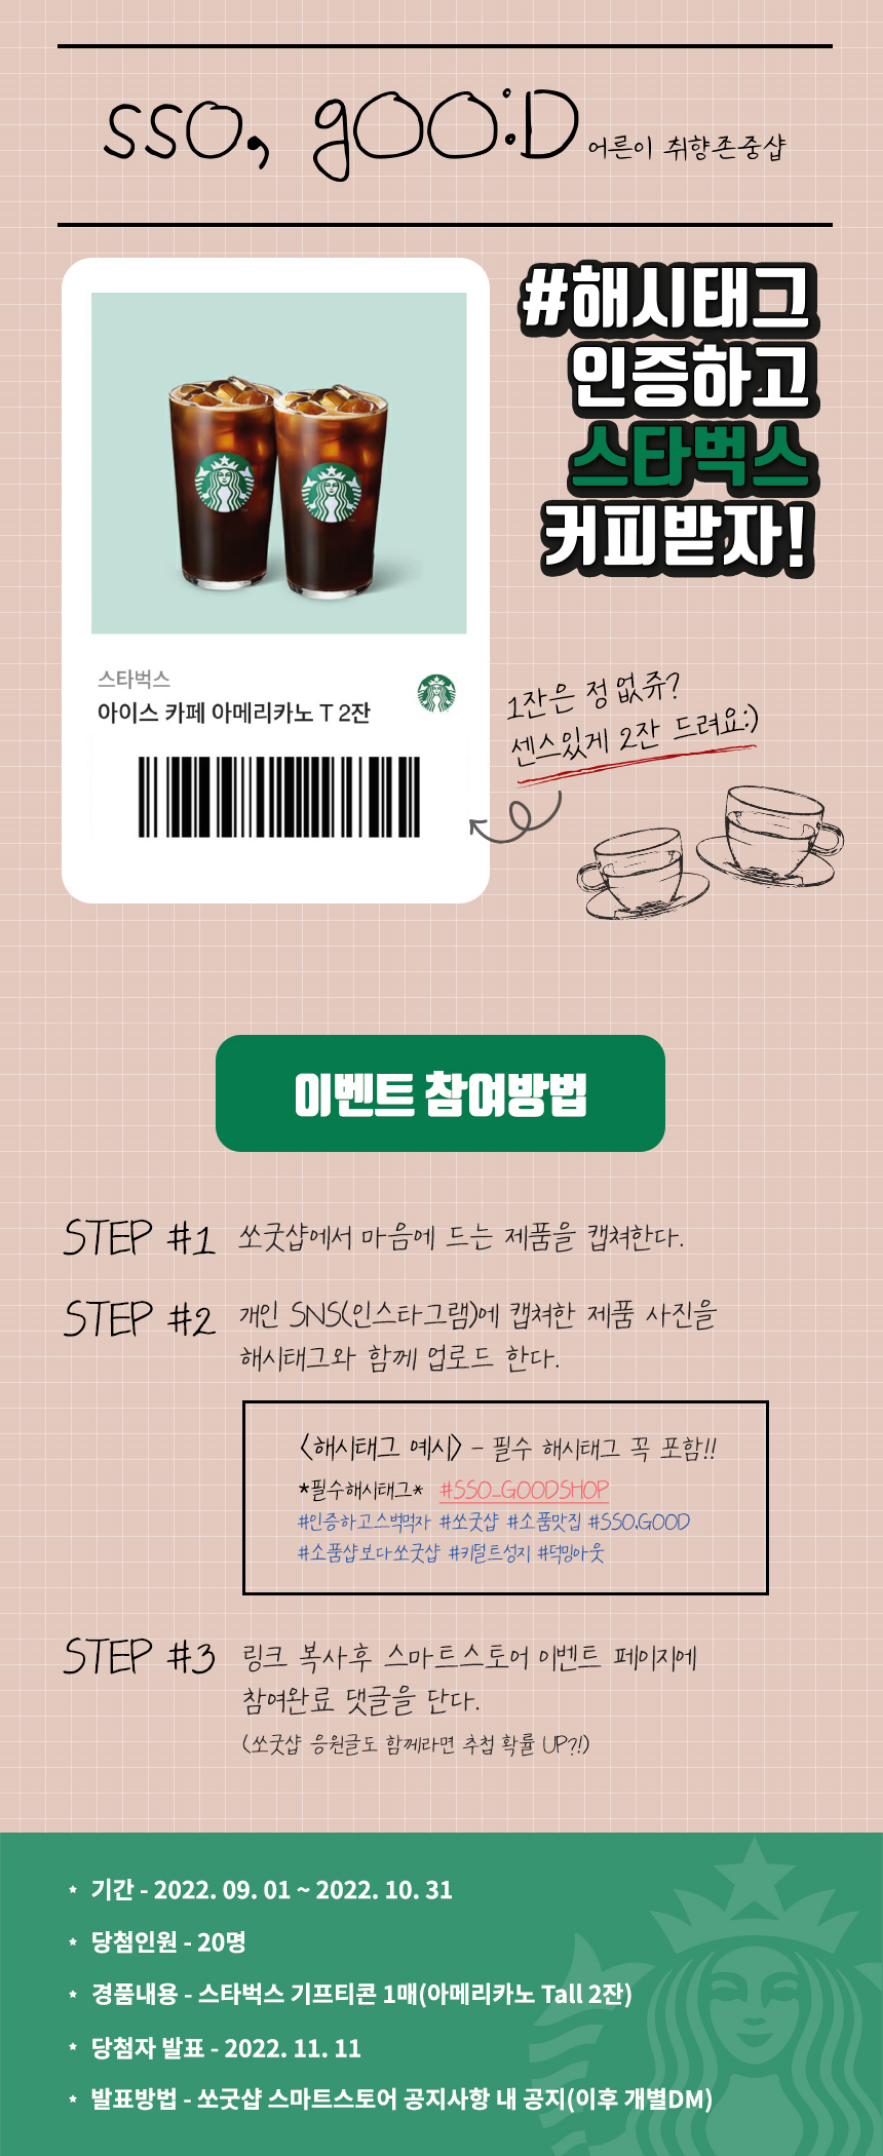 sso, goo:D 어른이 취향존중샵
#해시태그
인증하고
스타벅스
커피받자!
스타벅스
아이스 카페 아메리카노 T 2잔
1잔은 정 없쥬?
센스있게 2잔 드려요:)
이벤트 참여방법
STEP #1 쏘굿샵에서 마음에 드는 제품을 캡쳐한다.
STEP #2 개인 SNS(인스타그램)에 캡쳐한 제품 사진을
해시태그와 함께 업로드 한다.
<해시태그 예시> - 필수 해시태그 꼭 포함!!
*필수해시태그* #SSO_GOODSHOP
#인증하고스벅먹자 #쏘굿샵 #소품맛집 #SSO.GOOD
#소품샵보다쏘굿샵 #키덜트성지 #덕밍아웃
STEP #3 링크 복사후 스마트스토어 이벤트 페이지에
참여완료 댓글을 단다.
(쏘굿샵 응원글도 함께라면 추첨 확률 UP?!)
* 기간 - 2022. 09. 01 ~ 2022. 10. 31
* 당첨인원 - 20명
* 경품내용 - 스타벅스 기프티콘 1매(아메리카노 Tall 2잔)
* 당첨자 발표 - 2022. 11. 11
* 발표방법 - 쏘굿샵 스마트스토어 공지사항 내 공지(이후 개별DM)